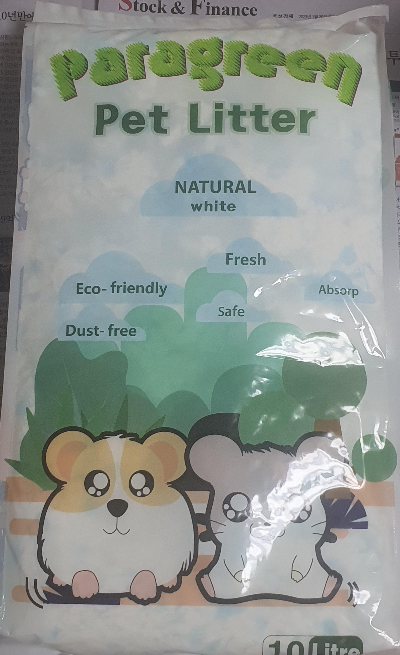 Stock & Finance
paragreen
Pet Litter
NATURAL
white
Fresh
Eco-friendly
Absorp
Safe
Dust-free
10 Litre